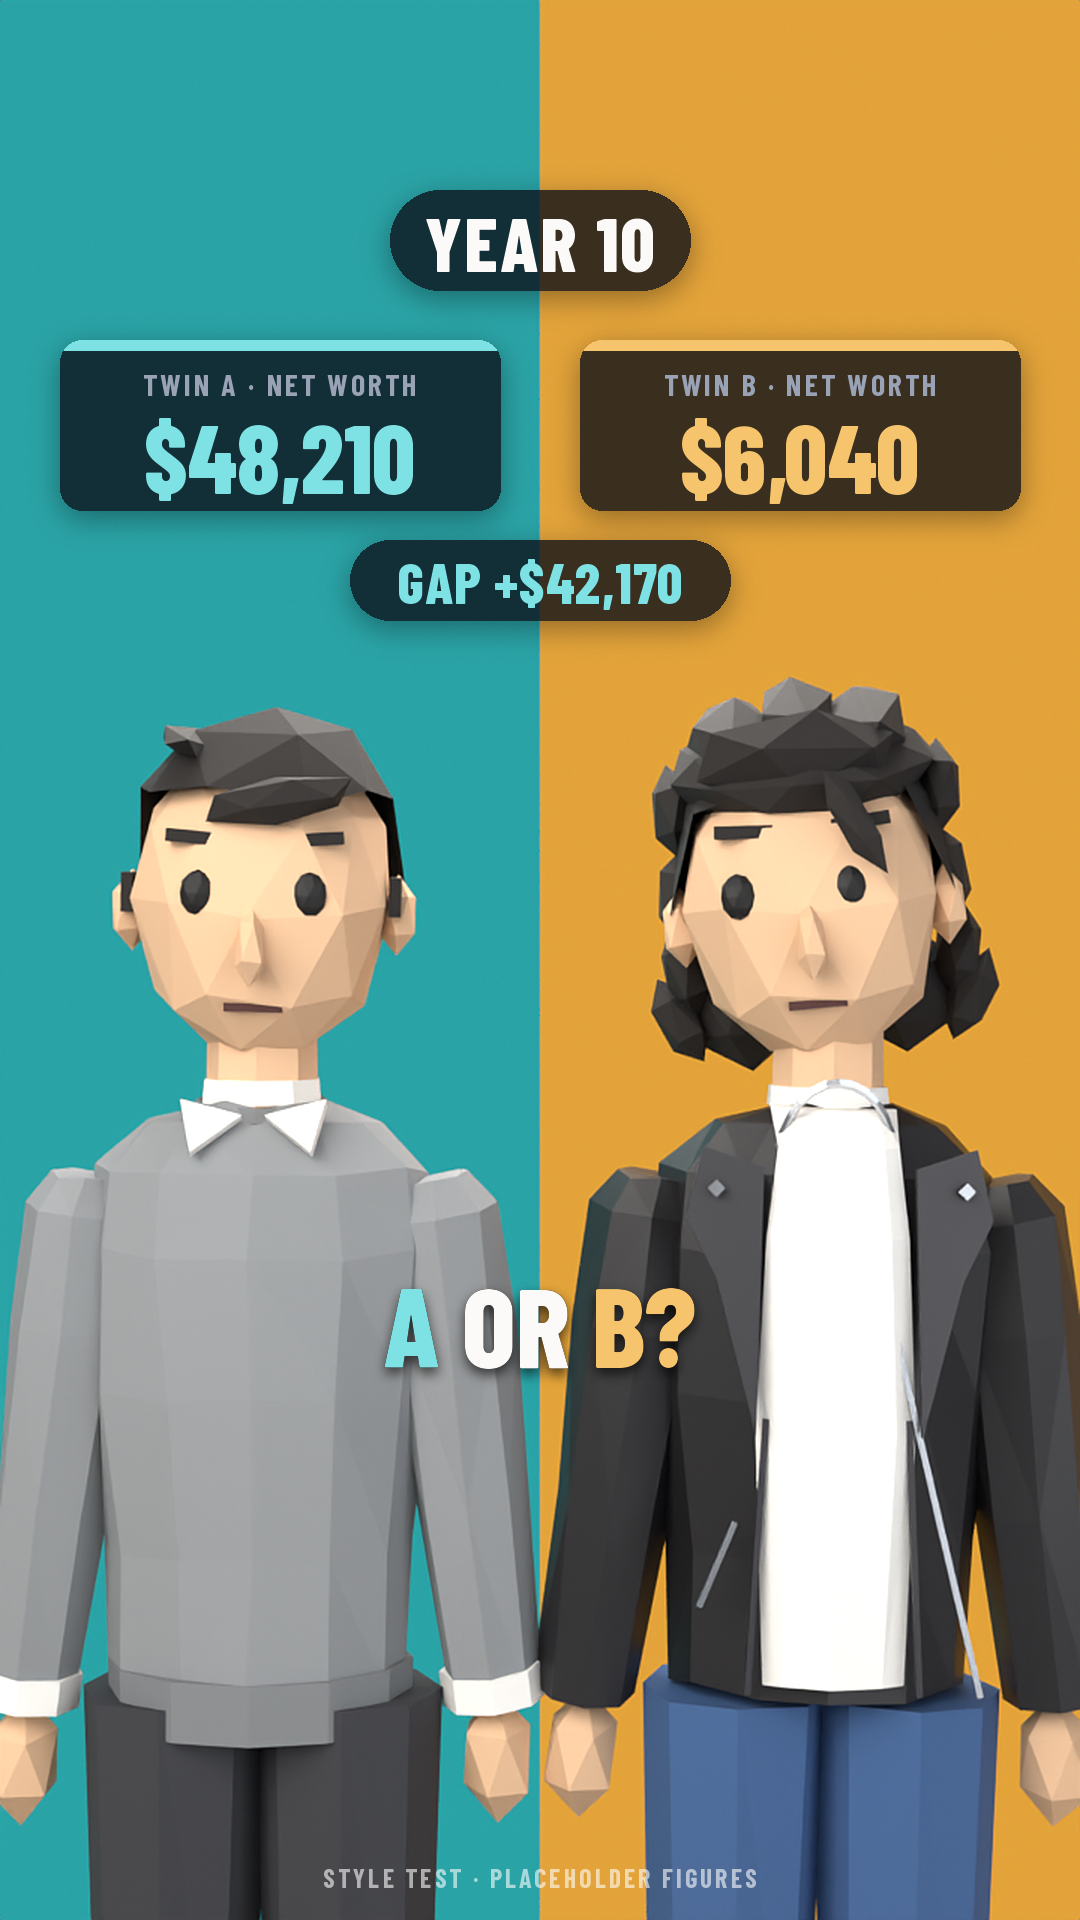 YEAR 10
TWIN A · NET WORTH
$48,210
TWIN B · NET WORTH
$6,040
GAP +$42,170
A OR B?
STYLE TEST · PLACEHOLDER FIGURES